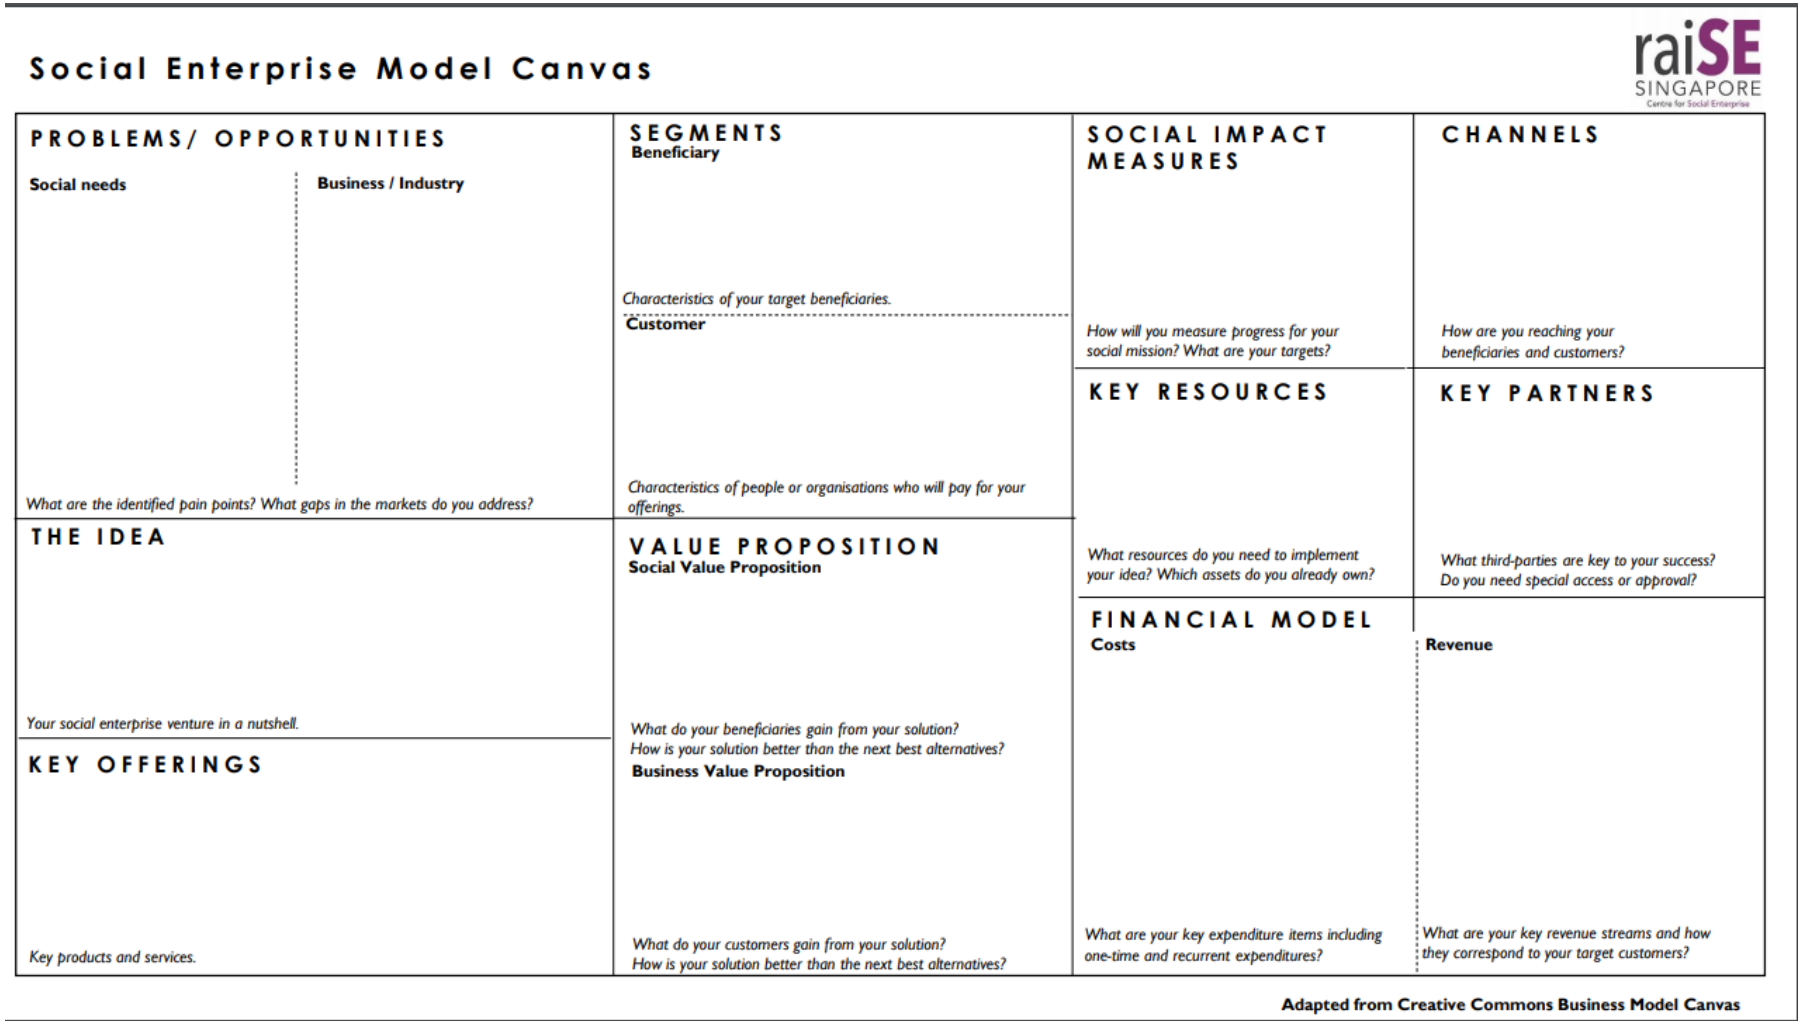 Social Enterprise Model Canvas
raiSE
SINGAPORE
Centre for Social Enterprise
PROBLEMS/ OPPORTUNITIES
Social needs
Business / Industry
What are the identified pain points? What gaps in the markets do you address?
THE IDEA
Your social enterprise venture in a nutshell.
KEY OFFERINGS
Key products and services.
SEGMENTS
Beneficiary
Characteristics of your target beneficiaries.
Customer
Characteristics of people or organisations who will pay for your
offerings.
VALUE PROPOSITION
Social Value Proposition
What do your beneficiaries gain from your solution?
How is your solution better than the next best alternatives?
Business Value Proposition
What do your customers gain from your solution?
How is your solution better than the next best alternatives?
SOCIAL IMPACT
MEASURES
How will you measure progress for your
social mission? What are your targets?
CHANNELS
How are you reaching your
beneficiaries and customers?
KEY RESOURCES
What resources do you need to implement
your idea? Which assets do you already own?
KEY PARTNERS
What third-parties are key to your success?
Do you need special access or approval?
FINANCIAL MODEL
Costs
What are your key expenditure items including
one-time and recurrent expenditures?
Revenue
What are your key revenue streams and how
they correspond to your target customers?
Adapted from Creative Commons Business Model Canvas